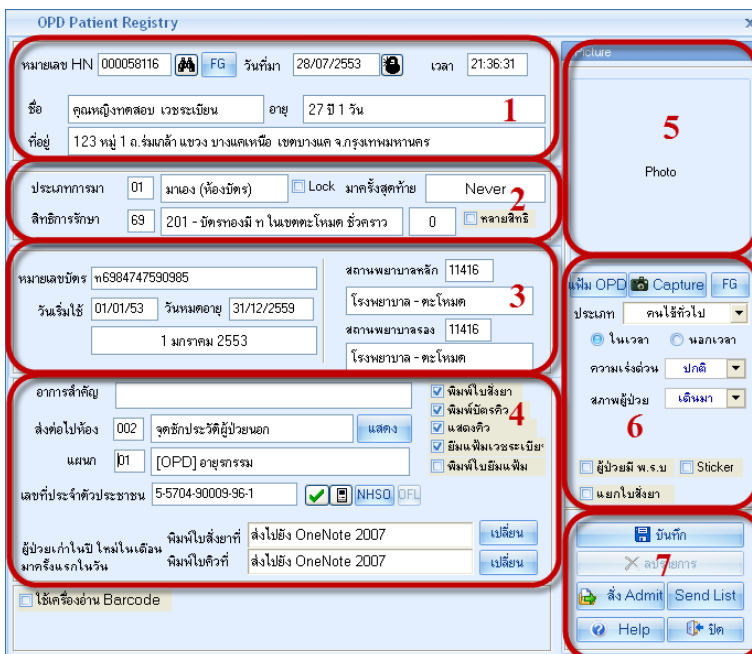 OPD Patient Registry
หมายเลข HN 000058116 FG วันที่มา 28/07/2553 เวลา 21:36:31
ชื่อ คุณหญิงทดสอบ เวชระเบียน อายุ 27 ปี 1 วัน 1
ที่อยู่ 123 หมู่ 1 ถ.ร่มเกล้า แขวง บางแคเหนือ เขตบางแค จ.กรุงเทพมหานคร
ประเภทการมา 01 มาเอง (ห้องบัตร) Lock มาครั้งสุดท้าย Never
2
สิทธิการรักษา 69 201 - บัตรทองมี ท ในเขตตะโหมด ชั่วคราว 0 หลายสิทธิ
หมายเลขบัตร ท6984747590985
วันเริ่มใช้ 01/01/53 วันหมดอายุ 31/12/2559
1 มกราคม 2553
สถานพยาบาลหลัก 11416
โรงพยาบาล - ตะโหมด
3
สถานพยาบาลรอง 11416
โรงพยาบาล - ตะโหมด
อาการสำคัญ
ส่งต่อไปห้อง 002 จุดซักประวัติผู้ป่วยนอก แสดง
แผนก 01 [OPD] อายุรกรรม
พิมพ์ใบสั่งยา
พิมพ์บัตรคิว
4
แสดงคิว
ยืมแฟ้มเวชระเบีย
พิมพ์ใบยืมแฟ้ม
เลขที่ประจำตัวประชาชน 5-5704-90009-96-1 NHSO OFL
ผู้ป่วยเก่าในปี ใหม่ในเดือน
มาครั้งแรกในวัน
พิมพ์ใบสั่งยาที่ ส่งไปยัง OneNote 2007 เปลี่ยน
พิมพ์ใบคิวที่ ส่งไปยัง OneNote 2007 เปลี่ยน
ใช้เครื่องอ่าน Barcode
Picture
5
Photo
แฟ้ม OPD Capture FG
ประเภท คนไข้ทั่วไป
ในเวลา นอกเวลา
ความเร่งด่วน ปกติ
สภาพผู้ป่วย เดินมา
6
ผู้ป่วยมี พ.ร.บ Sticker
แยกใบสั่งยา
บันทึก
7
ลบรายการ
สั่ง Admit Send List
Help ปิด